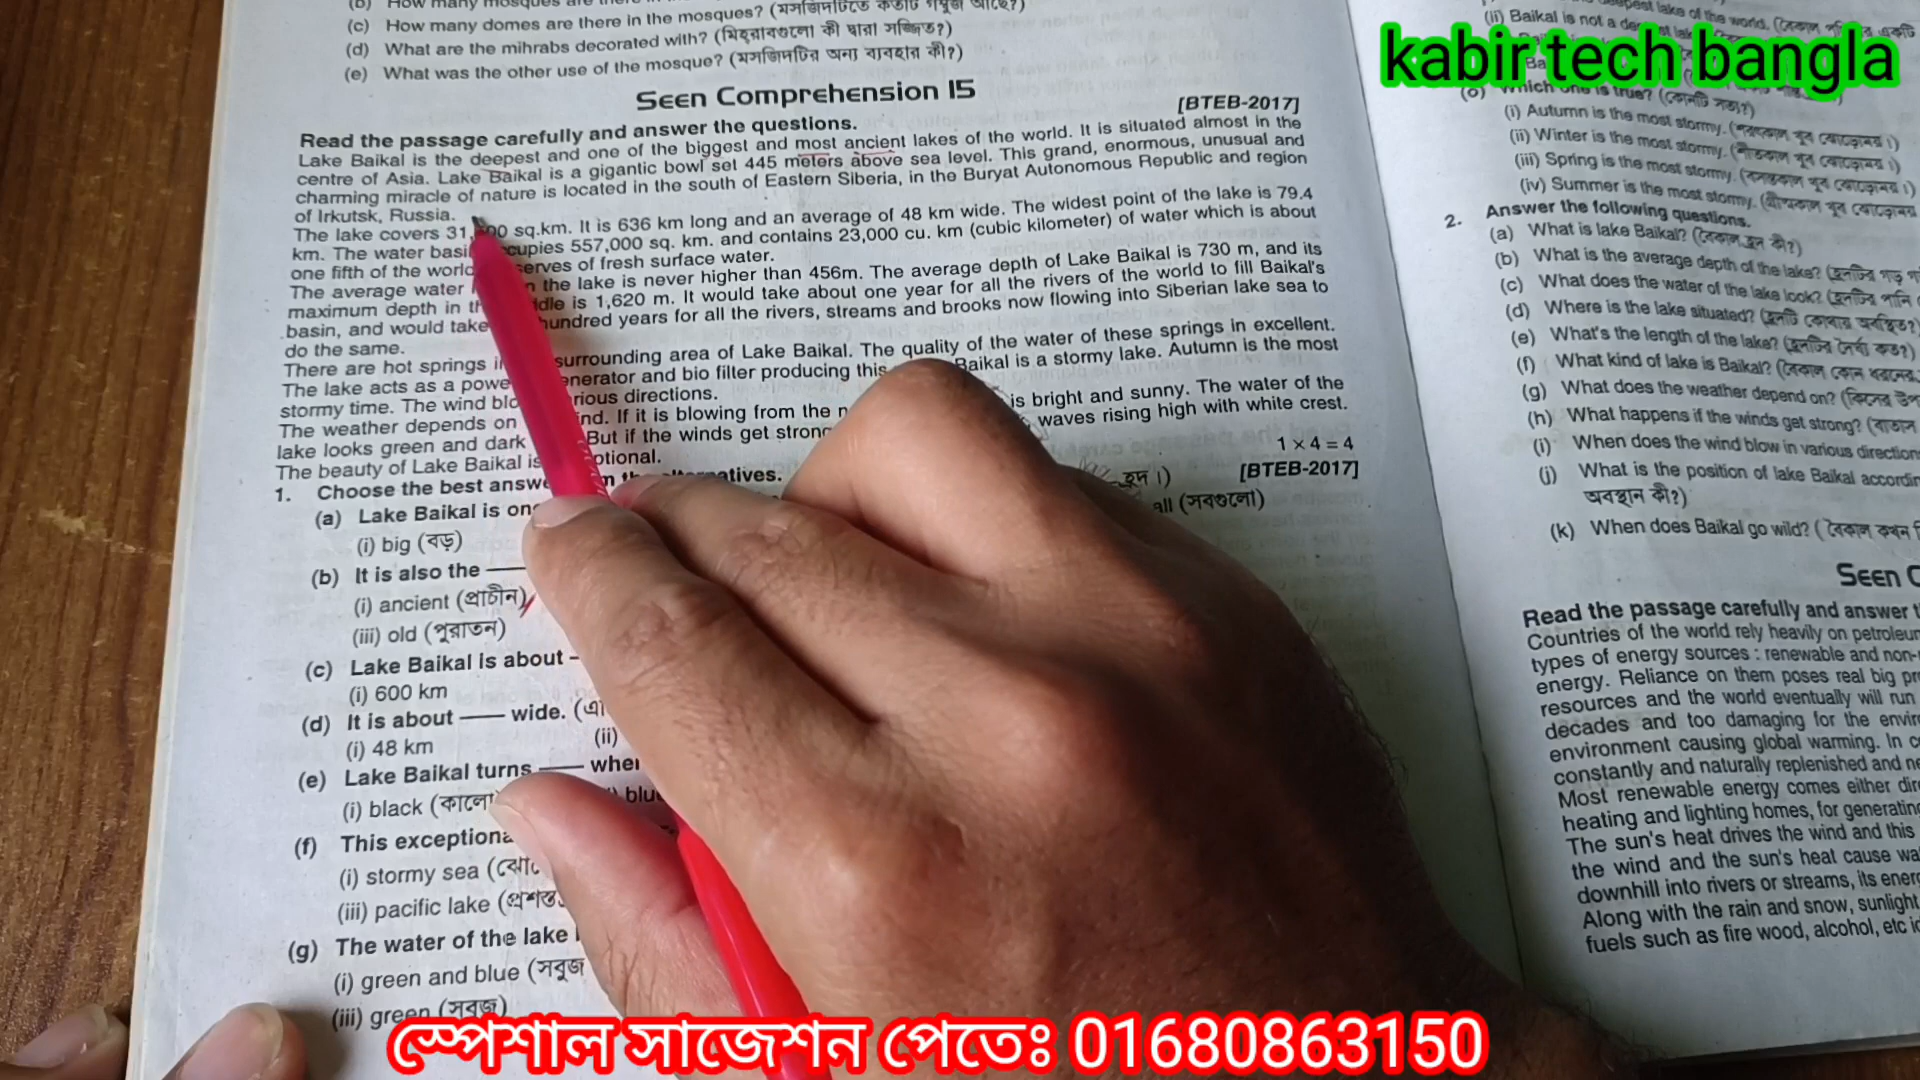 (b) How many mosques are there in
(c) How many domes are there in the mosques? (মসজিদটিতে কতটি গম্বুজ আছে?)
(d) What are the mihrabs decorated with? (মিহরাবগুলো কী দ্বারা সজ্জিত?)
(e) What was the other use of the mosque? (মসজিদটির অন্য ব্যবহার কী?)
Seen Comprehension 15
[BTEB-2017]
Read the passage carefully and answer the questions.
Lake Baikal is the deepest and one of the biggest and most ancient lakes of the world. It is situated almost in the
centre of Asia. Lake Baikal is a gigantic bowl set 445 meters above sea level. This grand, enormous, unusual and
charming miracle of nature is located in the south of Eastern Siberia, in the Buryat Autonomous Republic and region
of Irkutsk, Russia.
The lake covers 31, 00 sq.km. It is 636 km long and an average of 48 km wide. The widest point of the lake is 79.4
km. The water basi cupies 557,000 sq. km. and contains 23,000 cu. km (cubic kilometer) of water which is about
one fifth of the world serves of fresh surface water.
The average water n the lake is never higher than 456m. The average depth of Lake Baikal is 730 m, and its
maximum depth in th ddle is 1,620 m. It would take about one year for all the rivers of the world to fill Baikal's
basin, and would take hundred years for all the rivers, streams and brooks now flowing into Siberian lake sea to
do the same.
There are hot springs i surrounding area of Lake Baikal. The quality of the water of these springs in excellent.
The lake acts as a powe enerator and bio filter producing this Baikal is a stormy lake. Autumn is the most
stormy time. The wind blo rious directions.
The weather depends on ind. If it is blowing from the n is bright and sunny. The water of the
lake looks green and dark But if the winds get strong waves rising high with white crest.
The beauty of Lake Baikal is ptional.
1 × 4 = 4
1. Choose the best answe m the alternatives.
[BTEB-2017]
(a) Lake Baikal is one হ্রদ।)
(i) big (বড়) all (সবগুলো)
(b) It is also the ——
(i) ancient (প্রাচীন)
(iii) old (পুরাতন)
(c) Lake Baikal is about
(i) 600 km
(d) It is about —— wide. (এ
(i) 48 km (ii)
(e) Lake Baikal turns —— when
(i) black (কালো) blue
(f) This exceptiona
(i) stormy sea (ঝো
(iii) pacific lake (প্রশস্ত
(g) The water of the lake
(i) green and blue (সবুজ
(iii) green (সবুজ)
kabir tech bangla
(ii) Baikal is not a
(o) Which one is true? (কোনটি সত্য?)
(i) Autumn is the most stormy. (শরৎকাল খুব ঝোড়োময়।)
(ii) Winter is the most stormy. (শীতকাল খুব ঝোড়োময়।)
(iii) Spring is the most stormy. (বসন্তকাল খুব ঝোড়োময়।)
(iv) Summer is the most stormy. (গ্রীষ্মকাল খুব ঝোড়োময়
2. Answer the following questions.
(a) What is lake Baikal? (বৈকাল হ্রদ কী?)
(b) What is the average depth of the lake? (হ্রদটির গড় গ
(c) What does the water of the lake look? (হ্রদটির পানি
(d) Where is the lake situated? (হ্রদটি কোথায় অবস্থিত?)
(e) What's the length of the lake? (হ্রদটির দৈর্ঘ্য কত?)
(f) What kind of lake is Baikal? (বৈকাল কোন ধরনের
(g) What does the weather depend on? (কিসের উপ
(h) What happens if the winds get strong? (বাতাস
(i) When does the wind blow in various direction
(j) What is the position of lake Baikal accordin
অবস্থান কী?)
(k) When does Baikal go wild? (বৈকাল কখন
Seen C
Read the passage carefully and answer t
Countries of the world rely heavily on petroleum
types of energy sources : renewable and non-
energy. Reliance on them poses real big pr
resources and the world eventually will run
decades and too damaging for the envir
environment causing global warming. In c
constantly and naturally replenished and ne
Most renewable energy comes either dire
heating and lighting homes, for generating
The sun's heat drives the wind and this
the wind and the sun's heat cause wa
downhill into rivers or streams, its energ
Along with the rain and snow, sunlight
fuels such as fire wood, alcohol, etc i
স্পেশাল সাজেশন পেতেঃ 01680863150